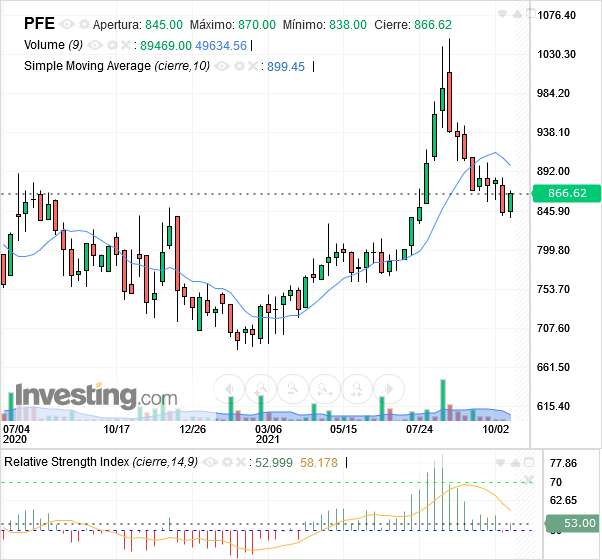 PFE Apertura: 845.00 Máximo: 870.00 Mínimo: 838.00 Cierre: 866.62
Volume (9) : 89469.00 49634.56
Simple Moving Average (cierre,10) : 899.45
1076.40
1030.30
984.20
938.10
892.00
866.62
845.90
799.80
753.70
707.60
661.50
615.40
Investing.com
07/04 10/17 12/26 03/06 05/15 07/24 10/02
2020 2021
Relative Strength Index (cierre,14,9) : 52.999 58.178
77.86
70
62.65
53.00